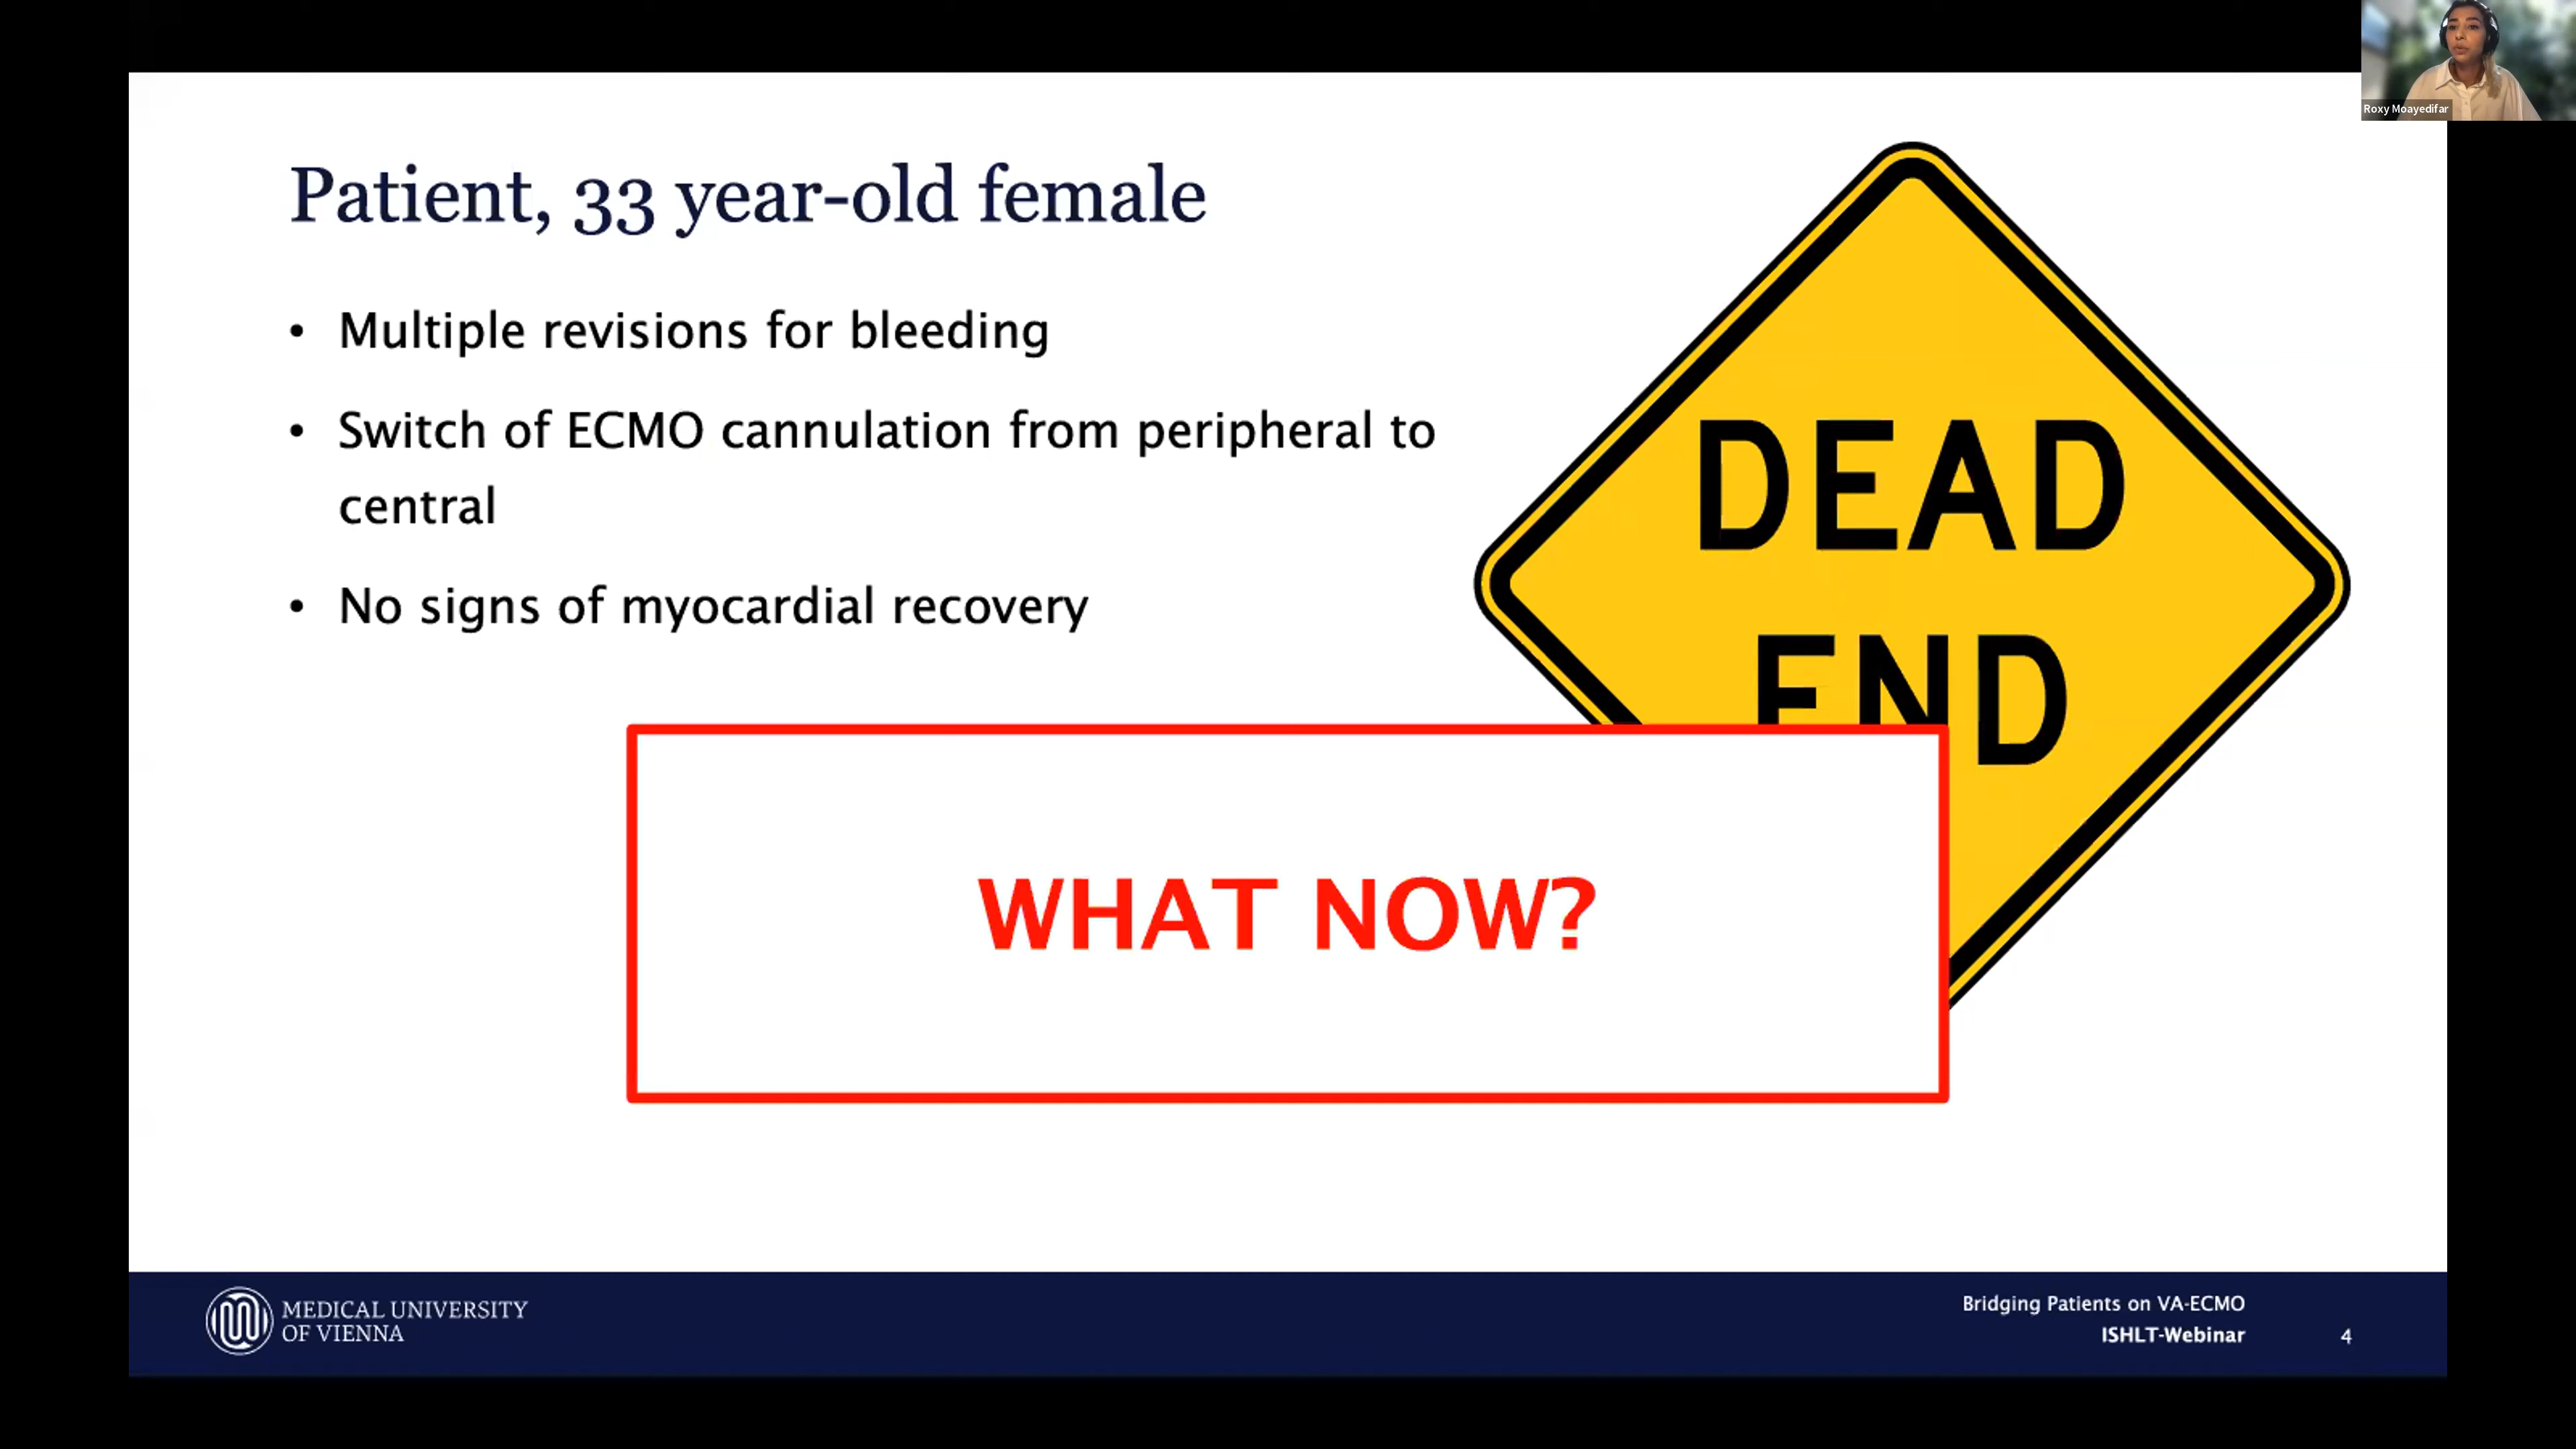 Roxy Moayedifar
Patient, 33 year-old female
• Multiple revisions for bleeding
• Switch of ECMO cannulation from peripheral to
central
• No signs of myocardial recovery
DEAD
END
WHAT NOW?
MEDICAL UNIVERSITY
OF VIENNA
Bridging Patients on VA-ECMO
ISHLT-Webinar
4